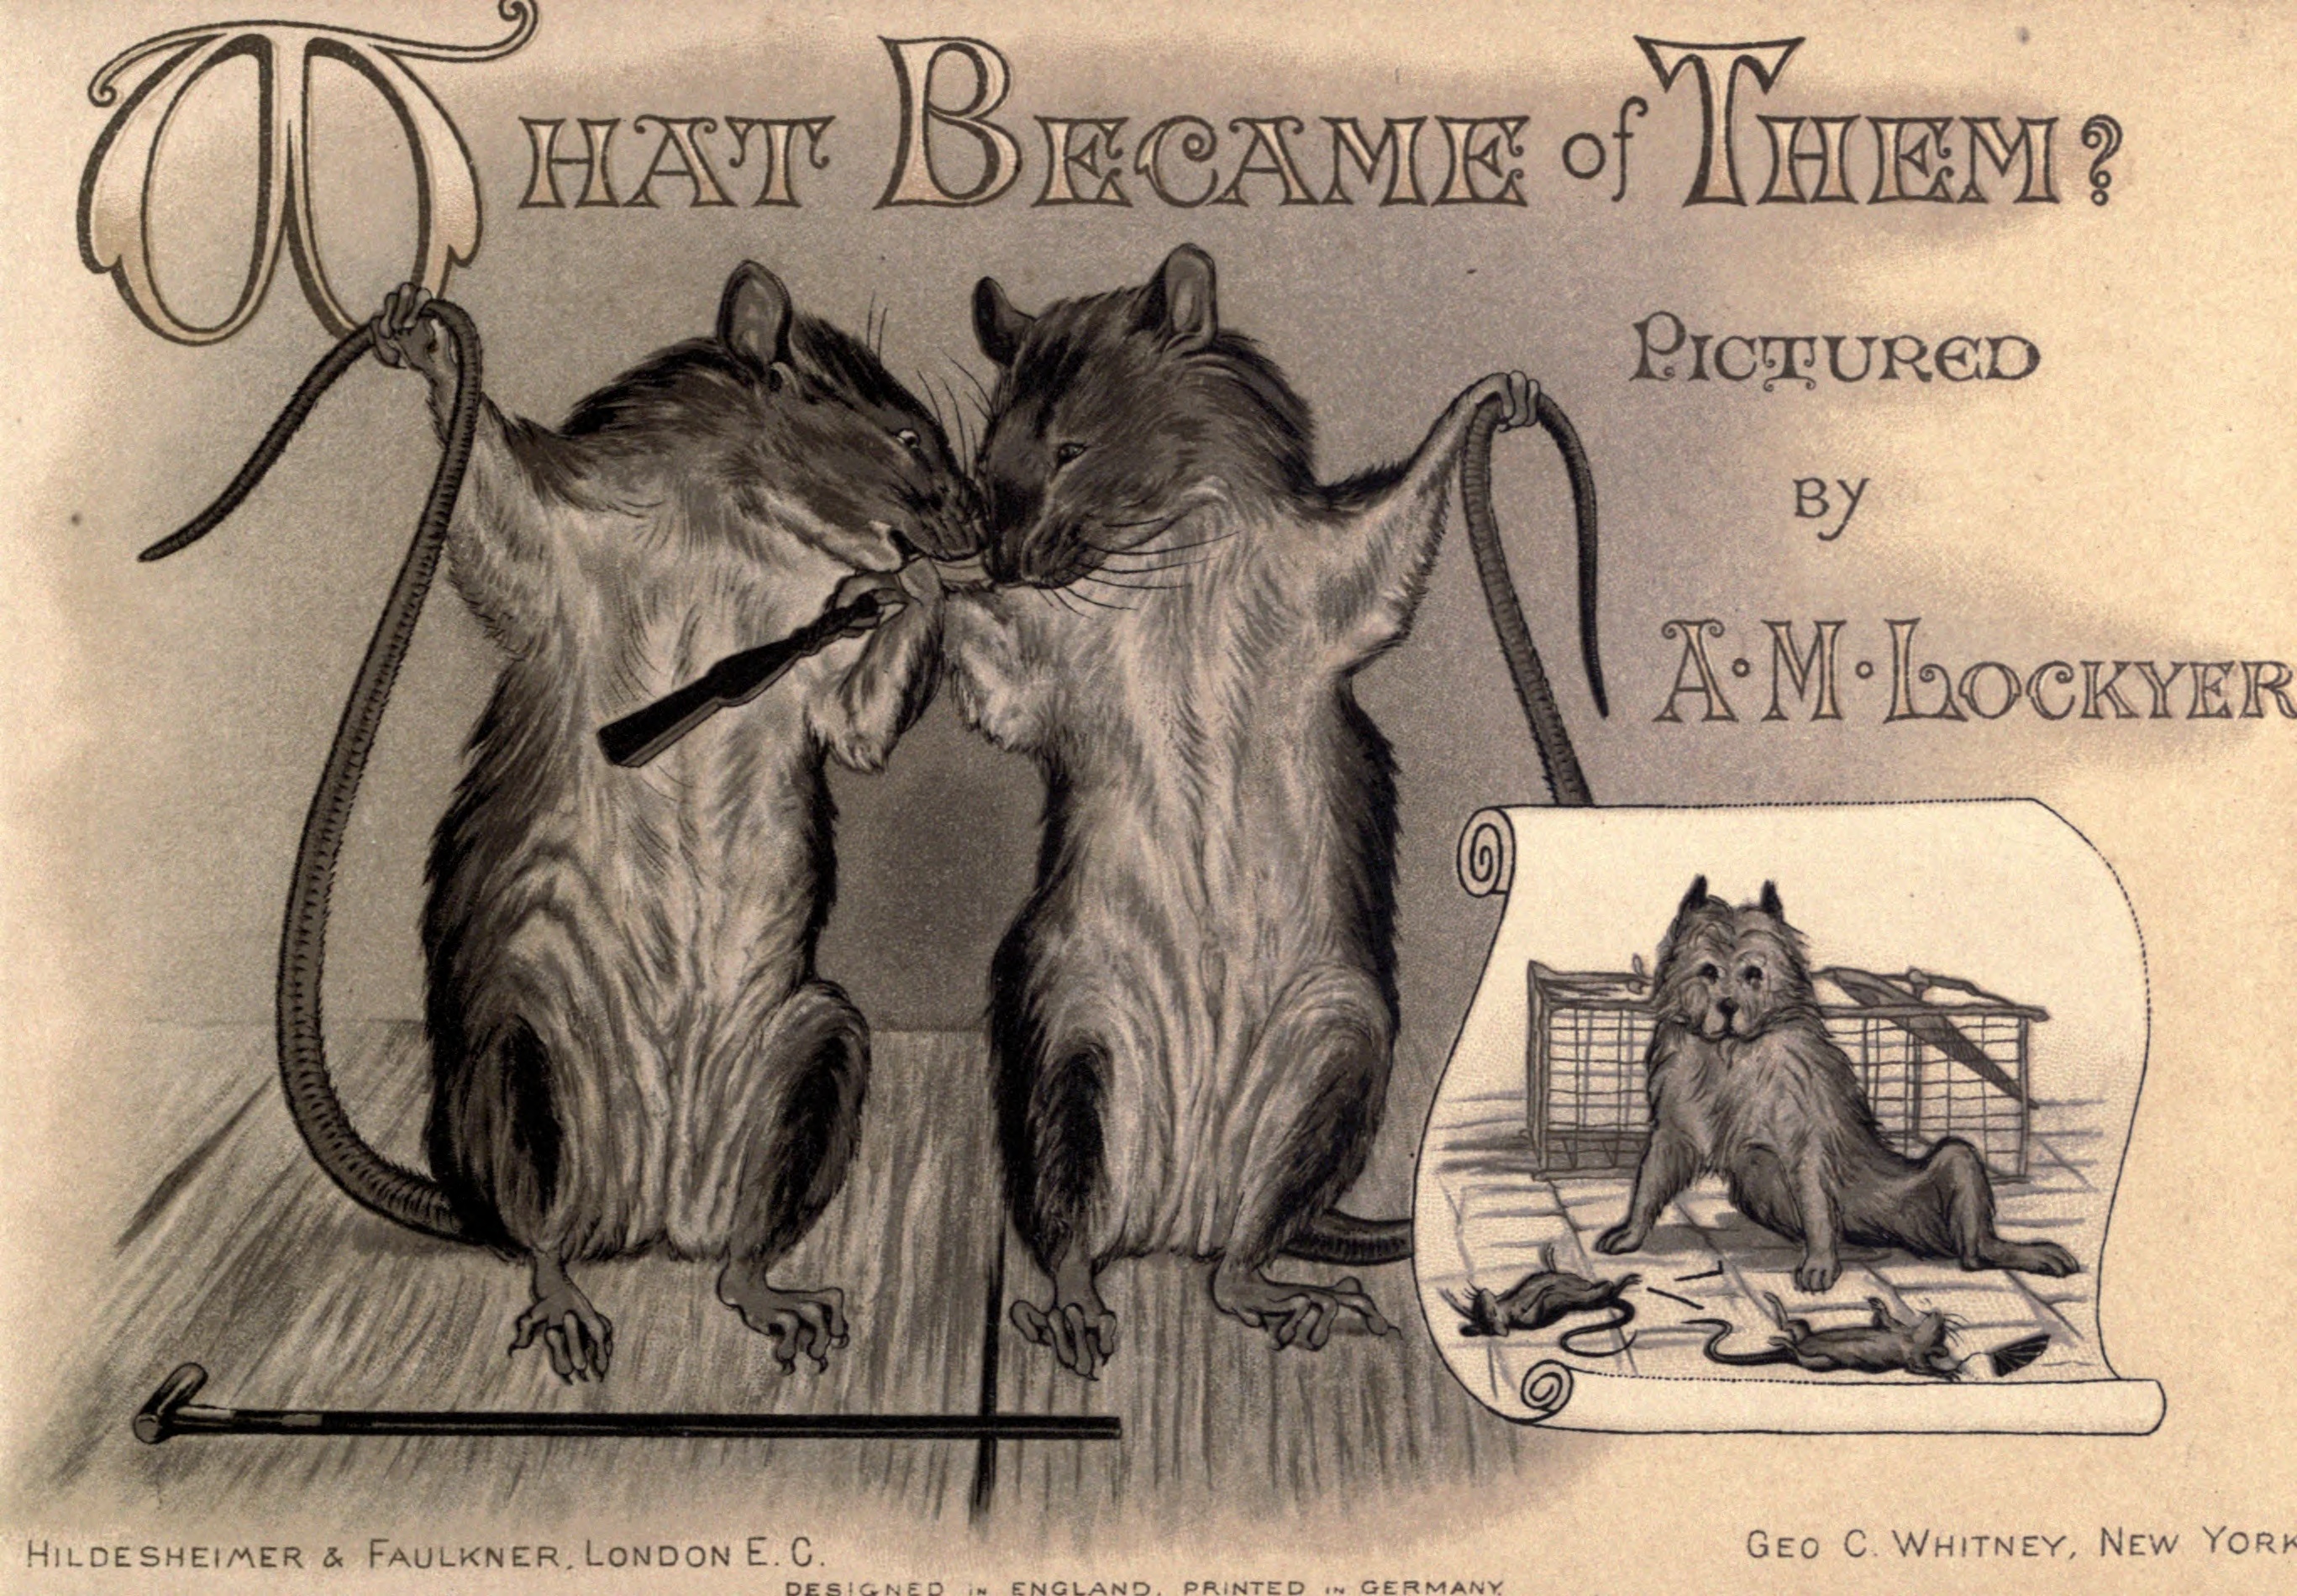 WHAT BECAME of THEM?
PICTURED
BY
A·M·LOCKYER
HILDESHEIMER & FAULKNER, LONDON E.C.
GEO C. WHITNEY, NEW YORK
DESIGNED IN ENGLAND, PRINTED IN GERMANY.